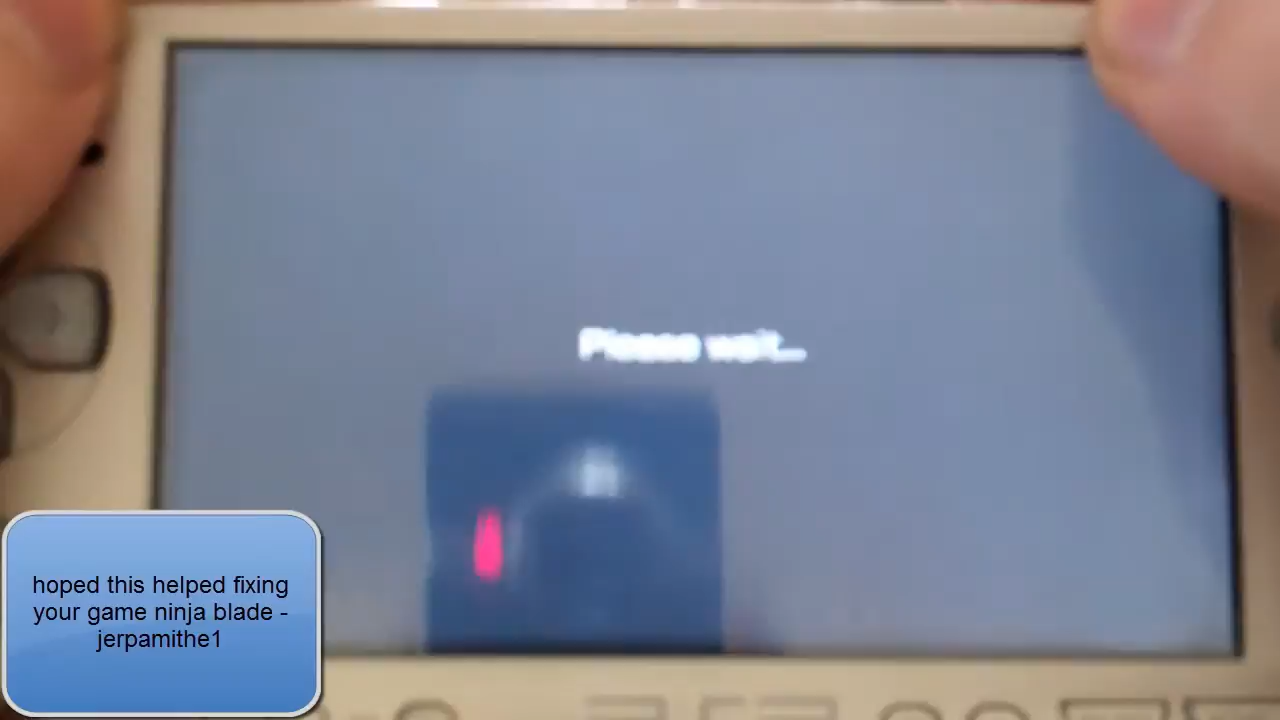 Please wait...
hoped this helped fixing
your game ninja blade -
jerpamithe1